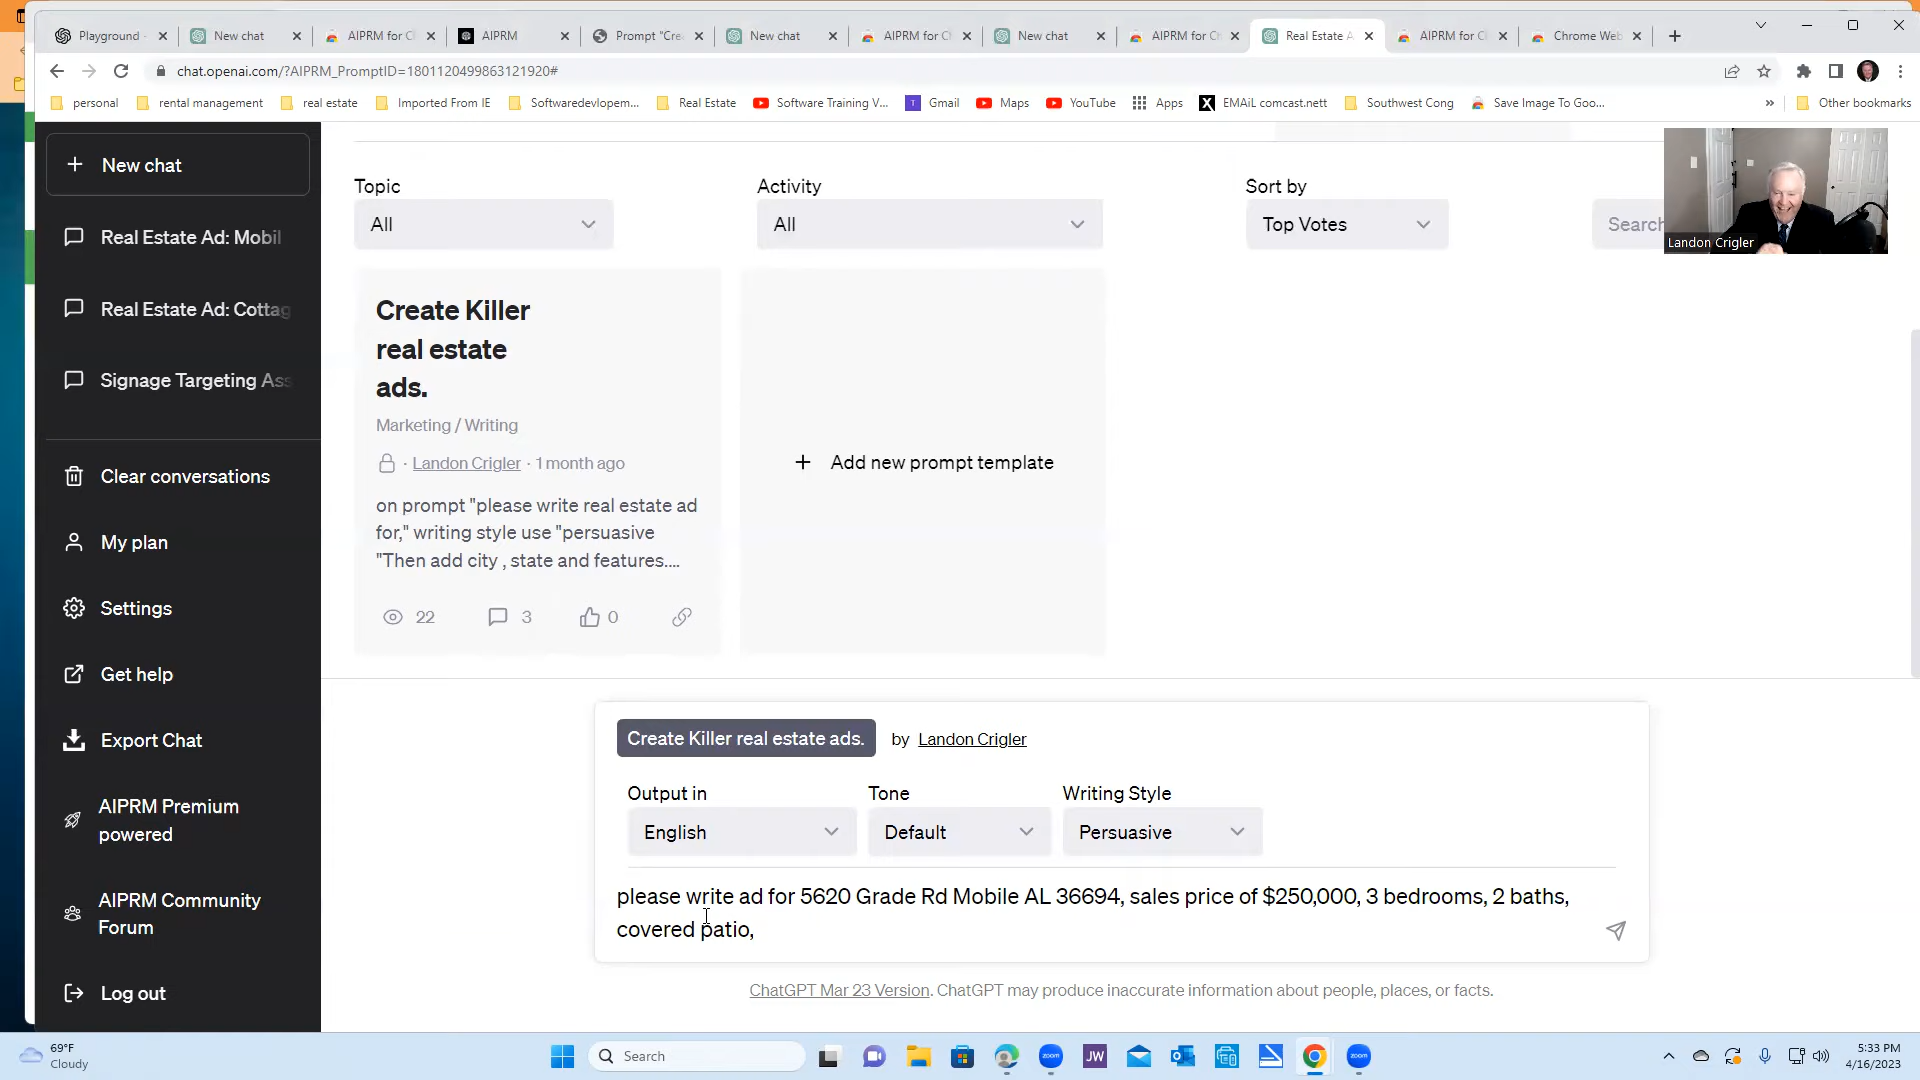 Playground -
New chat
AIPRM for Cl
AIPRM
Prompt "Cre
New chat
AIPRM for Cl
New chat
AIPRM for Ch
Real Estate A
AIPRM for Cl
Chrome Web
chat.openai.com/?AIPRM_PromptID=1801120499863121920#
personal
rental management
real estate
Imported From IE
Softwaredevlopem...
Real Estate
Software Training V...
Gmail
Maps
YouTube
Apps
EMAiL comcast.nett
Southwest Cong
Save Image To Goo...
»
Other bookmarks
New chat
Real Estate Ad: Mobil
Real Estate Ad: Cottag
Signage Targeting Ass
Clear conversations
My plan
Settings
Get help
Export Chat
AIPRM Premium
powered
AIPRM Community
Forum
Log out
Topic
All
Activity
All
Sort by
Top Votes
Search
Landon Crigler
Create Killer
real estate
ads.
Marketing / Writing
· Landon Crigler · 1 month ago
on prompt "please write real estate ad
for," writing style use "persuasive
"Then add city , state and features....
22
3
0
+ Add new prompt template
Create Killer real estate ads. by Landon Crigler
Output in
English
Tone
Default
Writing Style
Persuasive
please write ad for 5620 Grade Rd Mobile AL 36694, sales price of $250,000, 3 bedrooms, 2 baths,
covered patio,
ChatGPT Mar 23 Version. ChatGPT may produce inaccurate information about people, places, or facts.
69°F
Cloudy
Search
zoom
JW
zoom
5:33 PM
4/16/2023